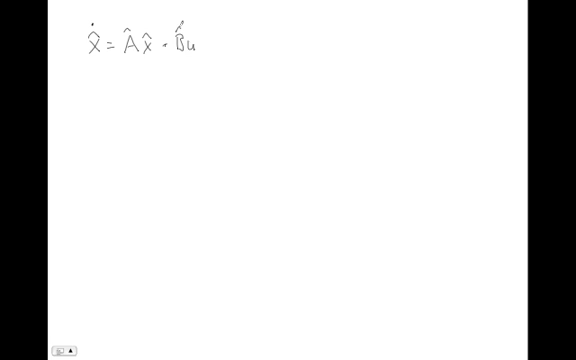 x̂̇ = Âx̂ + B̂u